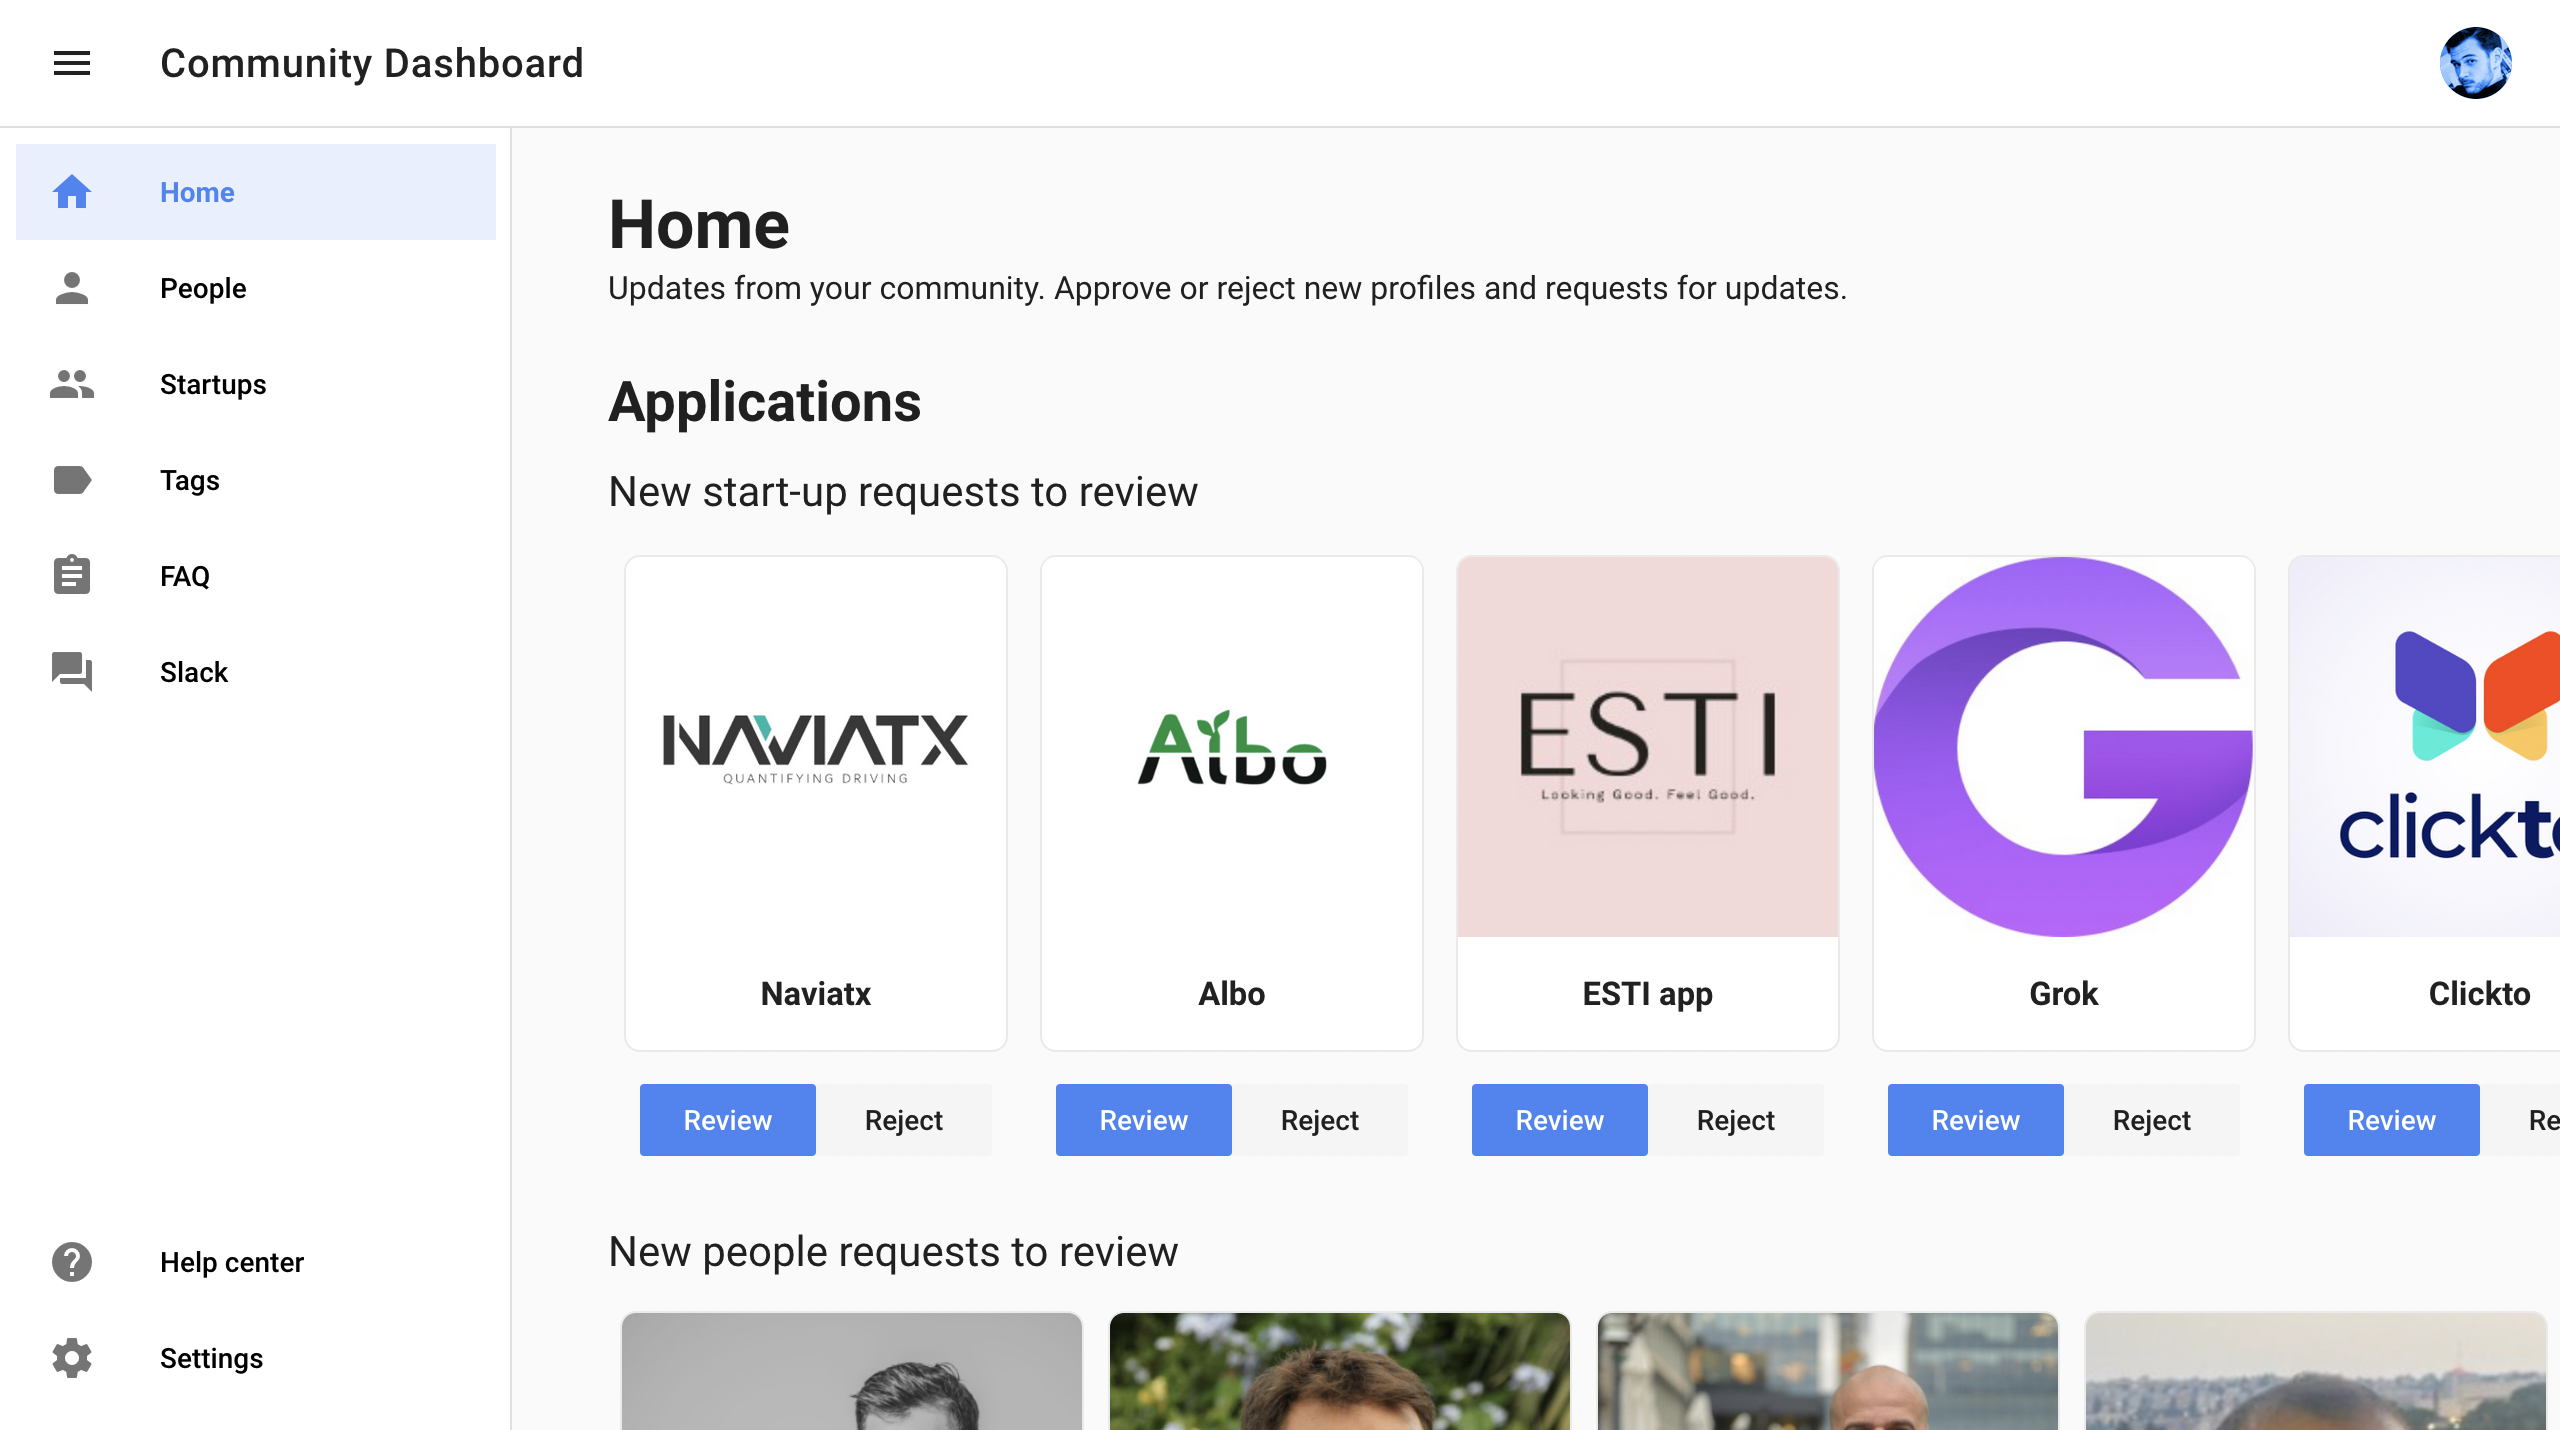 Community Dashboard
Home
People
Startups
Tags
FAQ
Slack
Help center
Settings
Home
Updates from your community. Approve or reject new profiles and requests for updates.
Applications
New start-up requests to review
NAVIATX
QUANTIFYING DRIVING
Naviatx
Review Reject
Albo
Albo
Review Reject
ESTI
Looking Good. Feel Good.
ESTI app
Review Reject
G
Grok
Review Reject
clickto
Clickto
Review Re
New people requests to review